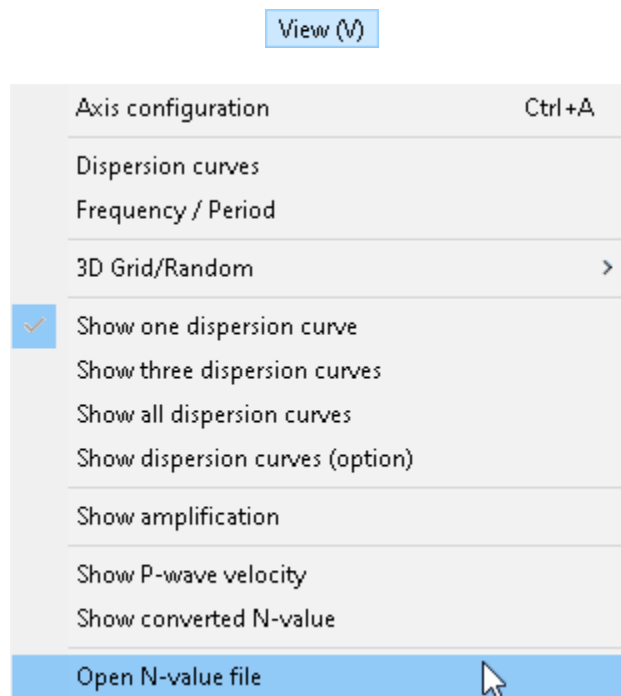 View (V)
Axis configuration Ctrl+A
Dispersion curves
Frequency / Period
3D Grid/Random
Show one dispersion curve
Show three dispersion curves
Show all dispersion curves
Show dispersion curves (option)
Show amplification
Show P-wave velocity
Show converted N-value
Open N-value file